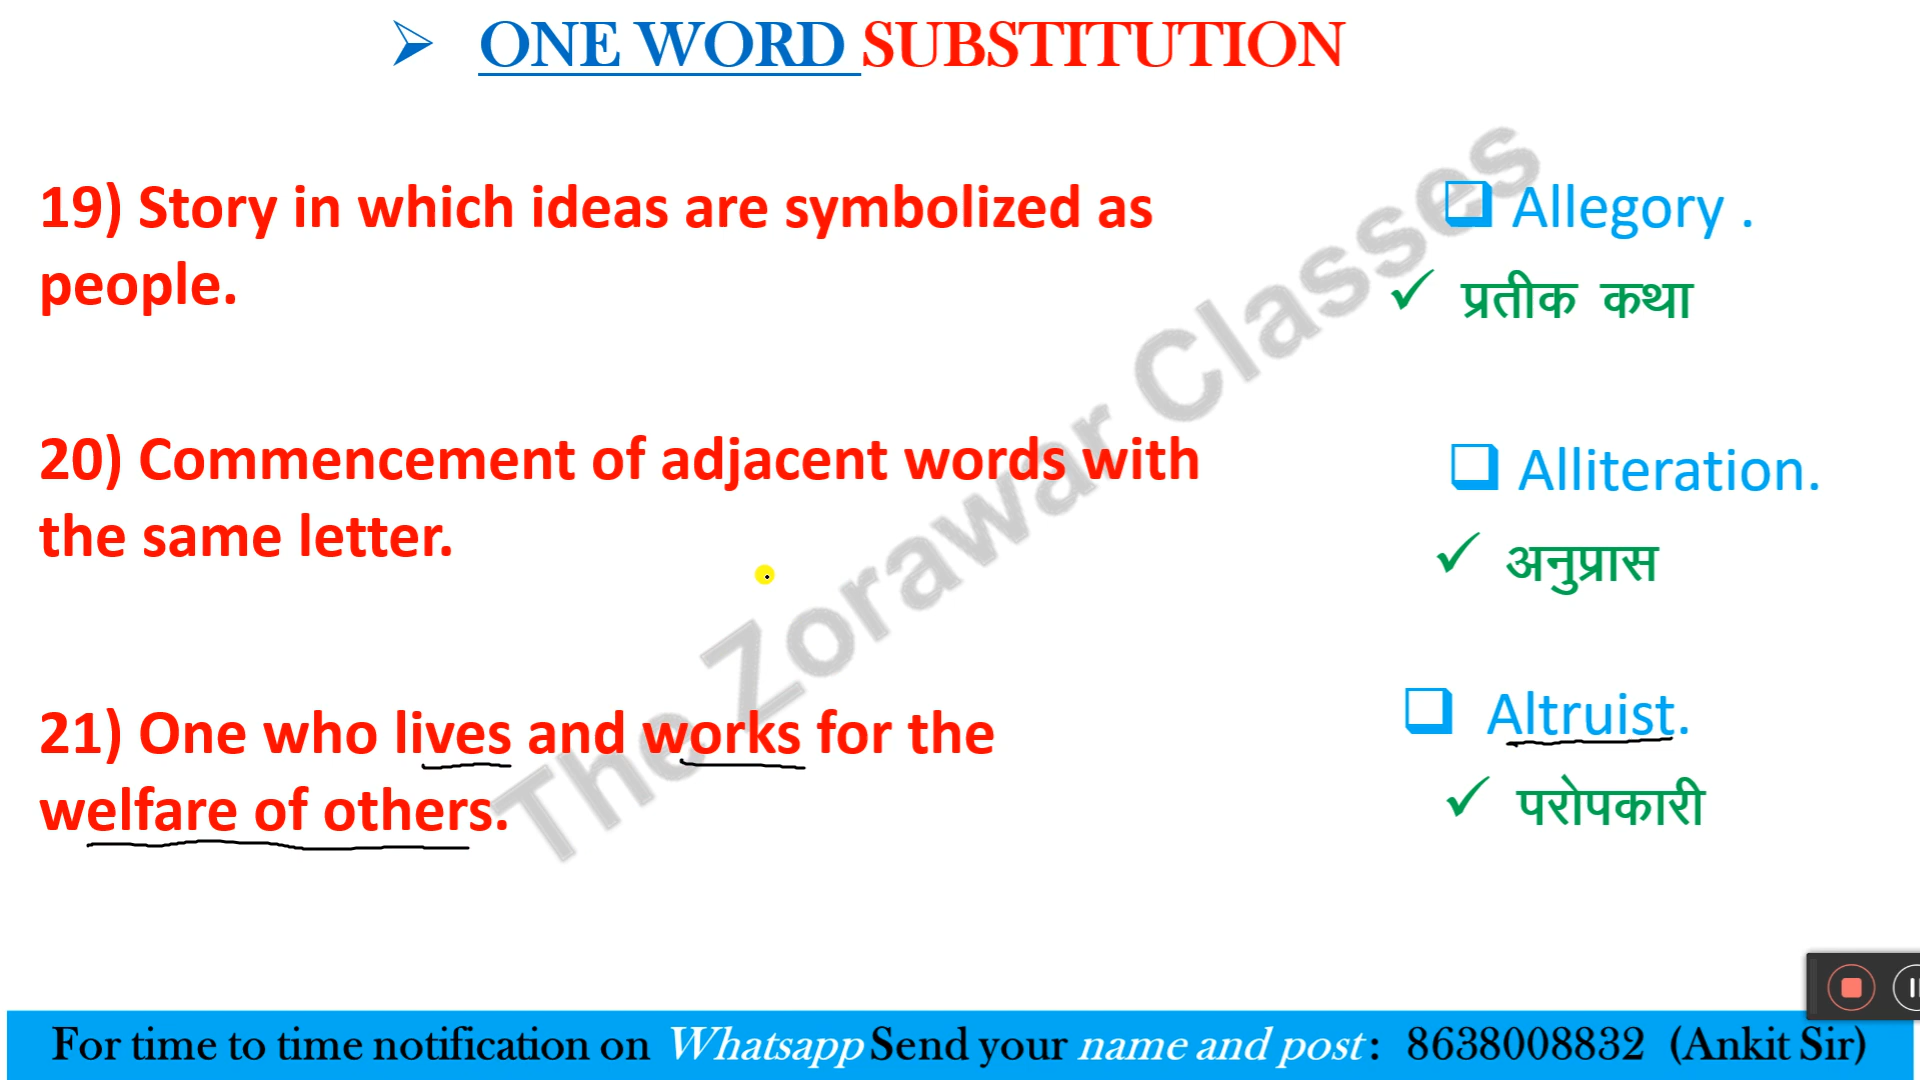 ONE WORD SUBSTITUTION
19) Story in which ideas are symbolized as
people.
Allegory .
प्रतीक कथा
20) Commencement of adjacent words with
the same letter.
Alliteration.
अनुप्रास
21) One who lives and works for the
welfare of others.
Altruist.
परोपकारी
The Zorawar Classes
For time to time notification on Whatsapp Send your name and post : 8638008832 (Ankit Sir)